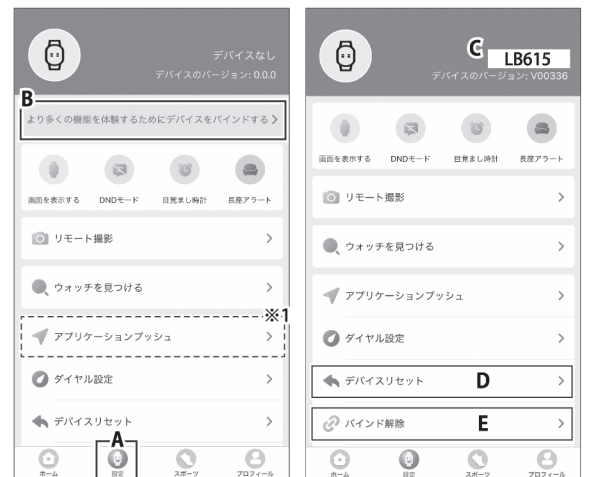 デバイスなし
デバイスのバージョン: 0.0.0
B
より多くの機能を体験するためにデバイスをバインドする
画面を表示する DNDモード 目覚まし時計 長座アラート
リモート撮影
ウォッチを見つける
※1
アプリケーションプッシュ
ダイヤル設定
デバイスリセット
A
ホーム 設定 スポーツ プロフィール
C
LB615
デバイスのバージョン: V00336
画面を表示する DNDモード 目覚まし時計 長座アラート
リモート撮影
ウォッチを見つける
アプリケーションプッシュ
ダイヤル設定
デバイスリセット D
バインド解除 E
ホーム 設定 スポーツ プロフィール